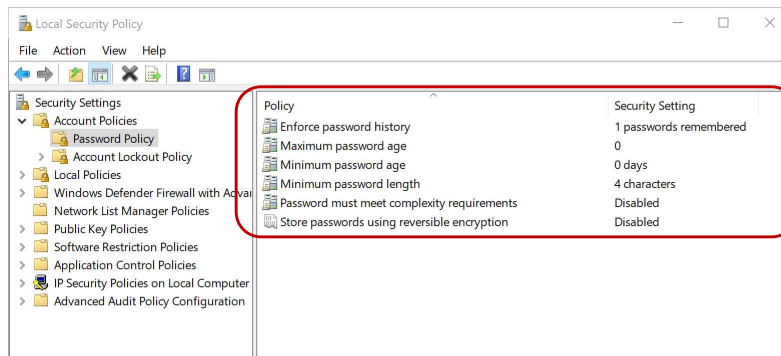 Local Security Policy
File Action View Help
Security Settings
Account Policies
Password Policy
Account Lockout Policy
Local Policies
Windows Defender Firewall with Advar
Network List Manager Policies
Public Key Policies
Software Restriction Policies
Application Control Policies
IP Security Policies on Local Computer
Advanced Audit Policy Configuration
Policy Security Setting
Enforce password history 1 passwords remembered
Maximum password age 0
Minimum password age 0 days
Minimum password length 4 characters
Password must meet complexity requirements Disabled
Store passwords using reversible encryption Disabled